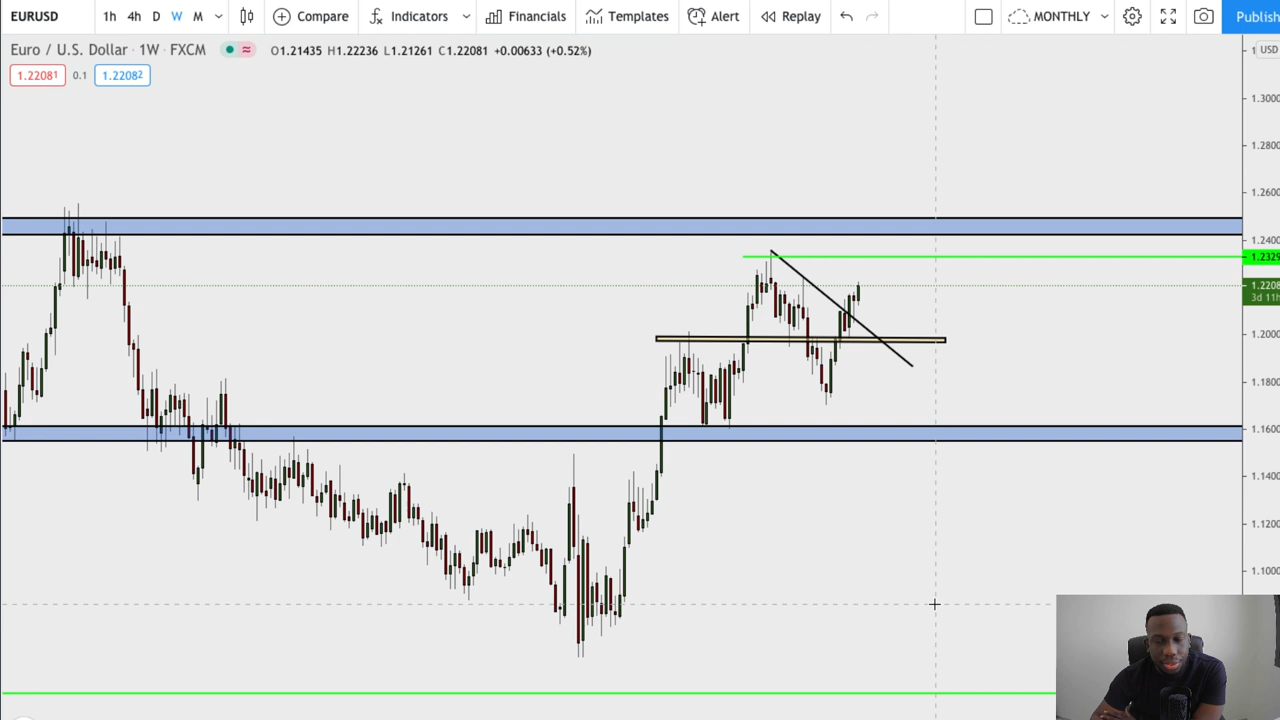 EURUSD 1h 4h D W M Compare Indicators Financials Templates Alert Replay MONTHLY Publish
Euro / U.S. Dollar · 1W · FXCM O1.21435 H1.22236 L1.21261 C1.22081 +0.00633 (+0.52%)
USD
1.22081 0.1 1.22082
1.3000
1.2800
1.2600
1.2400
1.2329
1.2208
3d 11h
1.2000
1.1800
1.1600
1.1400
1.1200
1.1000